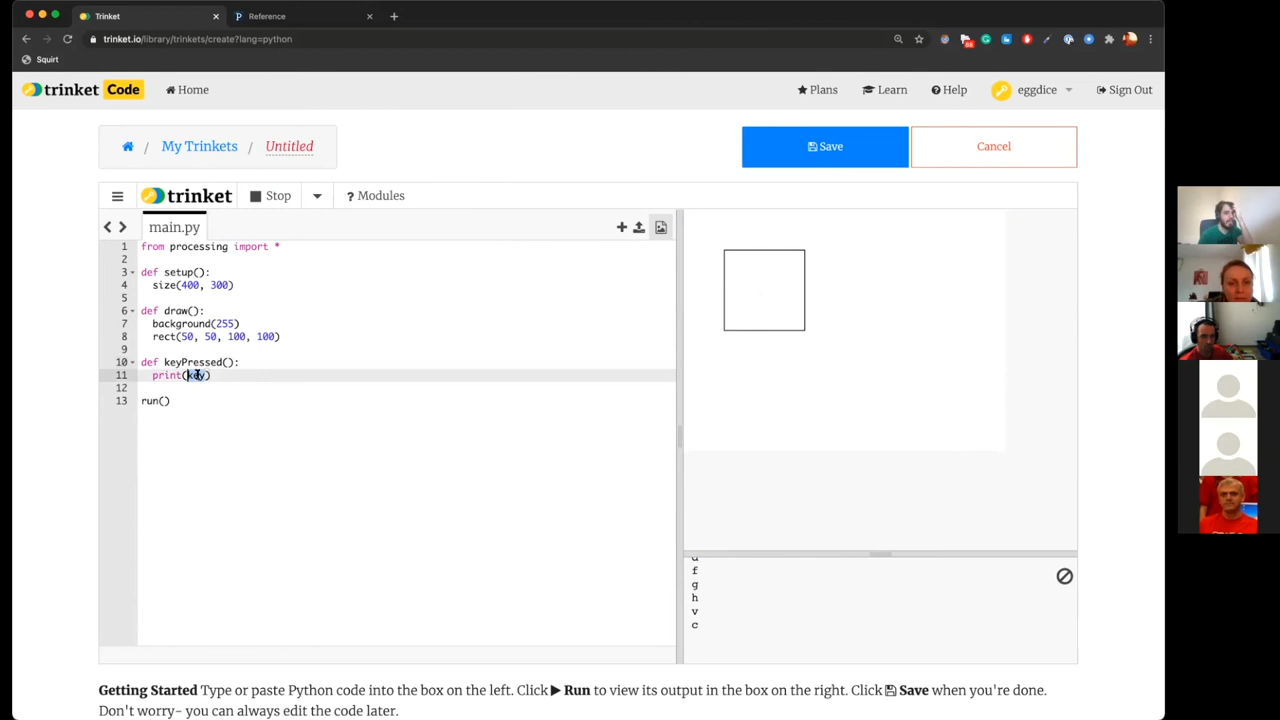 Trinket
Reference
trinket.io/library/trinkets/create?lang=python
Squirt
trinket Code
Home
Plans
Learn
Help
eggdice
Sign Out
/ My Trinkets / Untitled
Save
Cancel
trinket
Stop
? Modules
main.py
1 from processing import *
2
3 def setup():
4 size(400, 300)
5
6 def draw():
7 background(255)
8 rect(50, 50, 100, 100)
9
10 def keyPressed():
11 print(key)
12
13 run()
f
g
h
v
c
Getting Started Type or paste Python code into the box on the left. Click Run to view its output in the box on the right. Click Save when you're done.
Don't worry- you can always edit the code later.